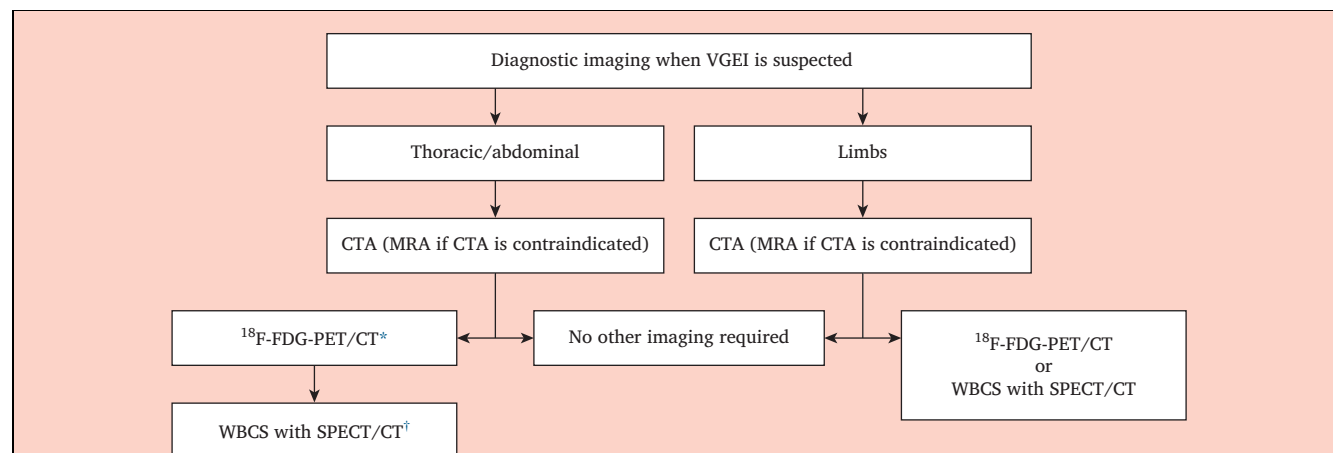 Diagnostic imaging when VGEI is suspected
Thoracic/abdominal
Limbs
CTA (MRA if CTA is contraindicated)
CTA (MRA if CTA is contraindicated)
¹⁸F-FDG-PET/CT*
No other imaging required
¹⁸F-FDG-PET/CT
or
WBCS with SPECT/CT
WBCS with SPECT/CT†